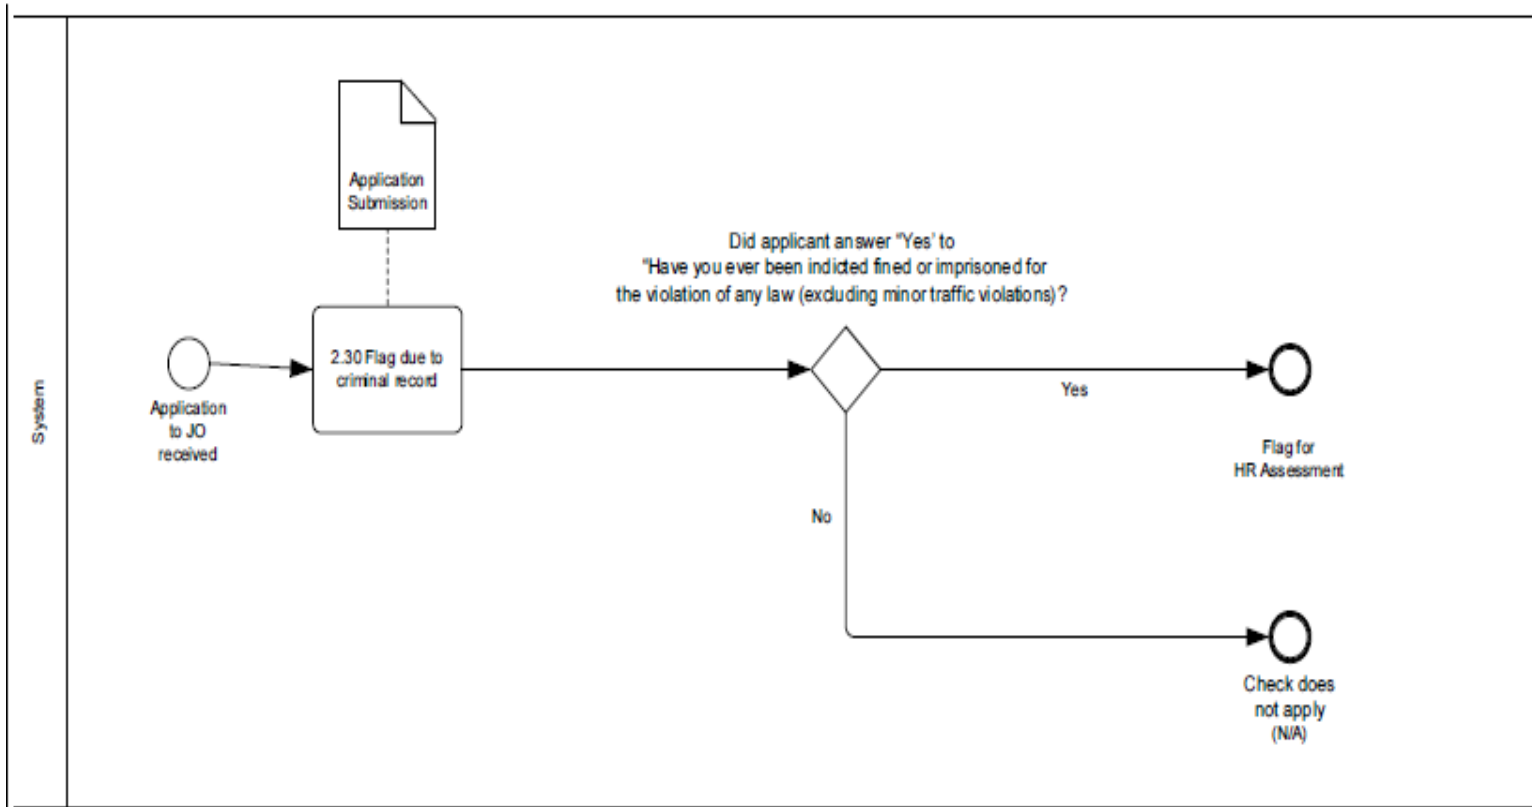 System
Application
Submission
Application
to JO
received
2.30 Flag due to
criminal record
Did applicant answer "Yes' to
"Have you ever been indicted fined or imprisoned for
the violation of any law (excluding minor traffic violations)?
Yes
Flag for
HR Assessment
No
Check does
not apply
(N/A)